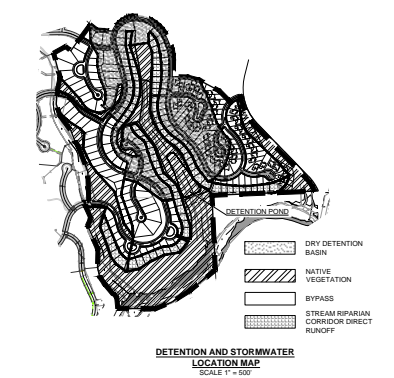 DETENTION POND
DRY DETENTION
BASIN
NATIVE
VEGETATION
BYPASS
STREAM RIPARIAN
CORRIDOR DIRECT
RUNOFF
DETENTION AND STORMWATER
LOCATION MAP
SCALE 1" = 500'